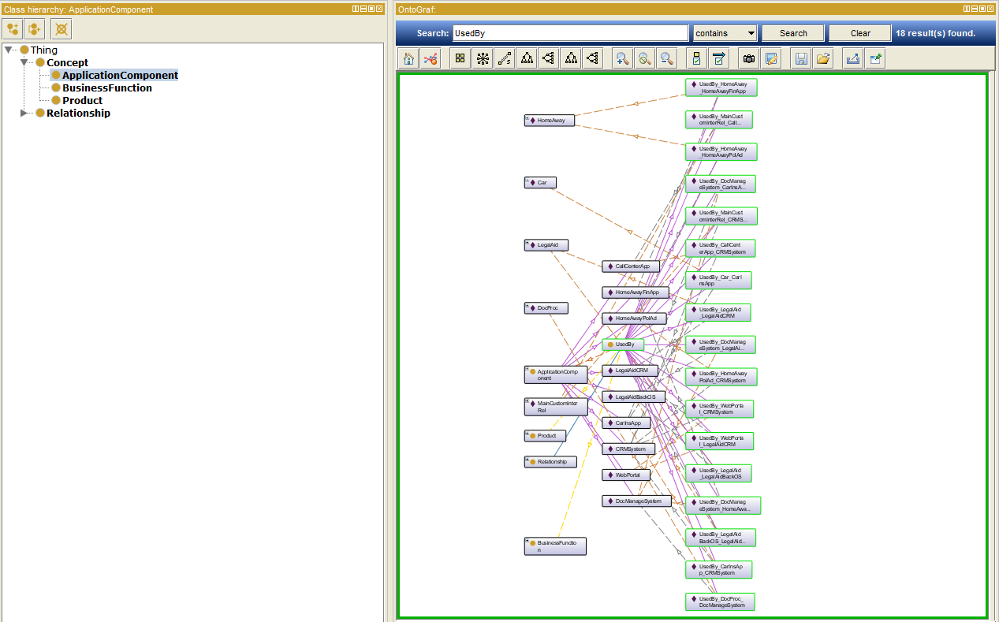 Class hierarchy: ApplicationComponent
Thing
Concept
ApplicationComponent
BusinessFunction
Product
Relationship
OntoGraf:
Search: UsedBy contains Search Clear 18 result(s) found.
UsedBy_HomeAway
_HomeAwayFinApp
HomeAway
UsedBy_MainCust
omInterRel_Call...
UsedBy_HomeAway
_HomeAwayPolAd
Car
UsedBy_DocManag
eSystem_CarInsA...
UsedBy_MainCust
omInterRel_CRMS...
LegalAid
UsedBy_CallCent
erApp_CRMSystem
CallCenterApp
UsedBy_Car_CarI
nsApp
HomeAwayFinApp
DocProc
UsedBy_LegalAid
_LegalAidCRM
HomeAwayPolAd
UsedBy
UsedBy_DocManag
eSystem_LegalAi...
ApplicationComp
onent
LegalAidCRM
UsedBy_HomeAway
PolAd_CRMSystem
LegalAidBackOS
MainCustomInter
Rel
UsedBy_WebPorta
l_CRMSystem
CarInsApp
Product
UsedBy_WebPorta
l_LegalAidCRM
CRMSystem
Relationship
WebPortal
UsedBy_LegalAid
_LegalAidBackOS
DocManageSystem
UsedBy_DocManag
eSystem_HomeAwa...
BusinessFunctio
n
UsedBy_LegalAid
BackOS_LegalAid...
UsedBy_CarInsAp
p_CRMSystem
UsedBy_DocProc_
DocManageSystem